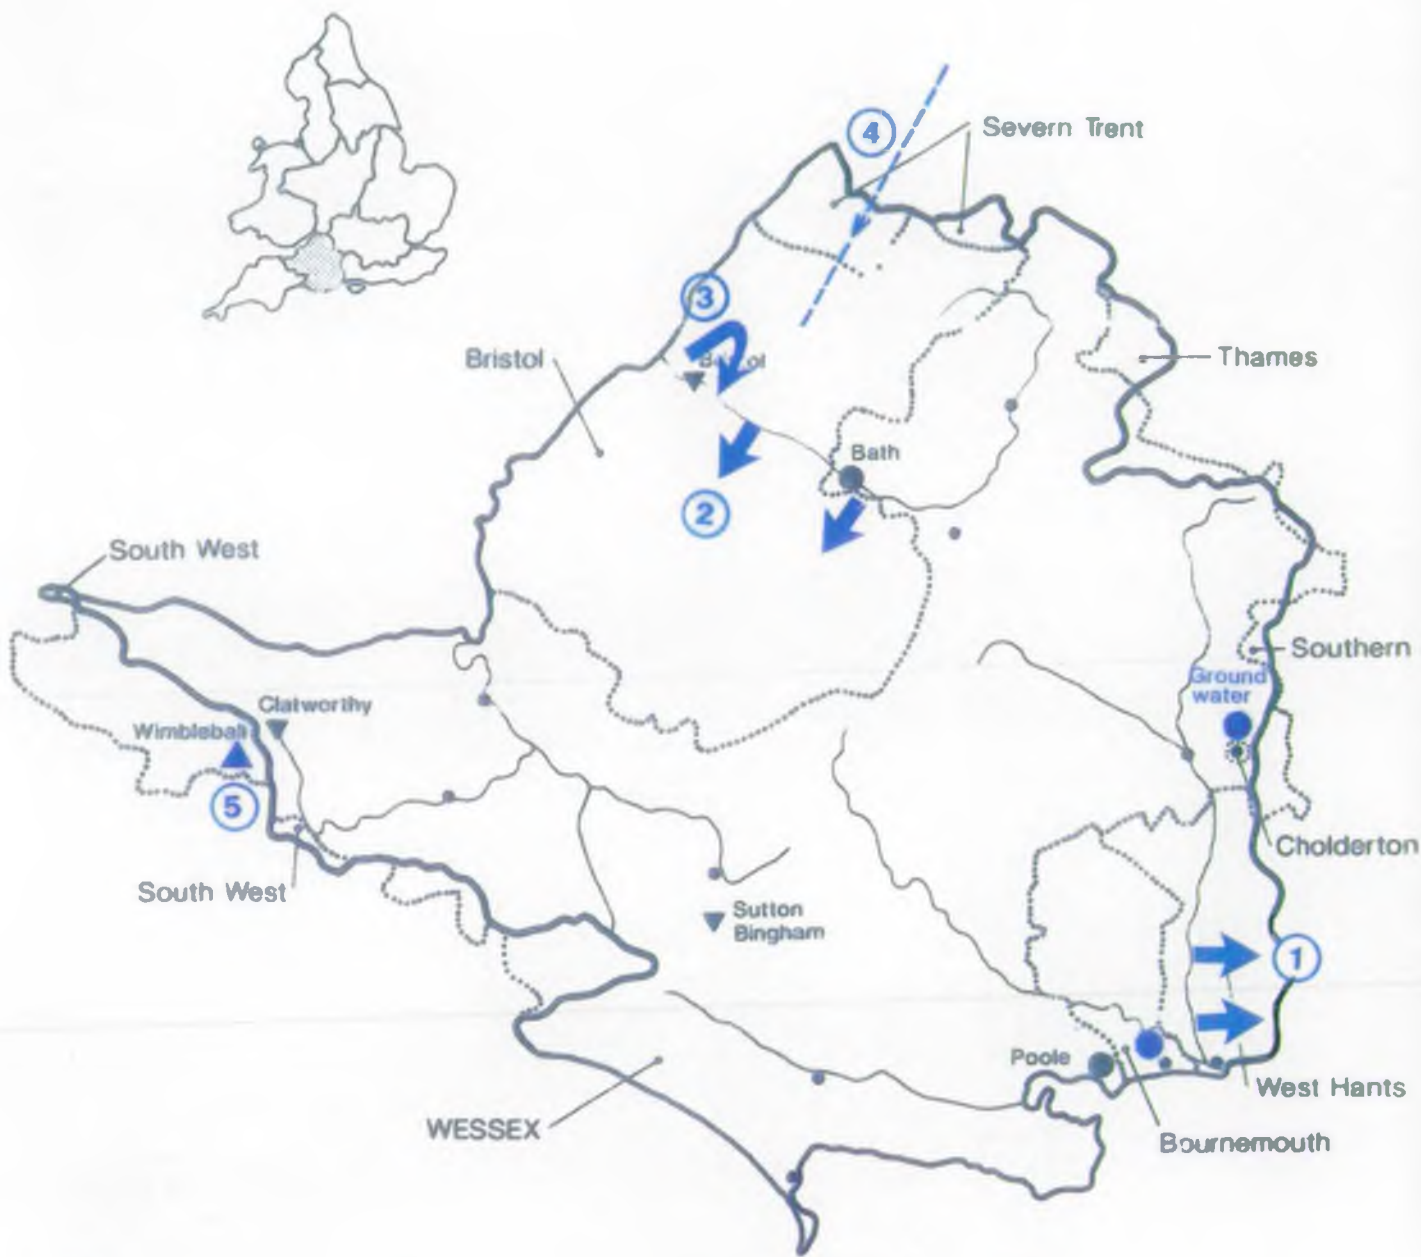 4
Severn Trent
3
Bristol
Bristol
Thames
Bath
2
South West
Southern
Ground
water
Clatworthy
Wimbleball
5
Cholderton
South West
Sutton
Bingham
1
Poole
West Hants
WESSEX
Bournemouth